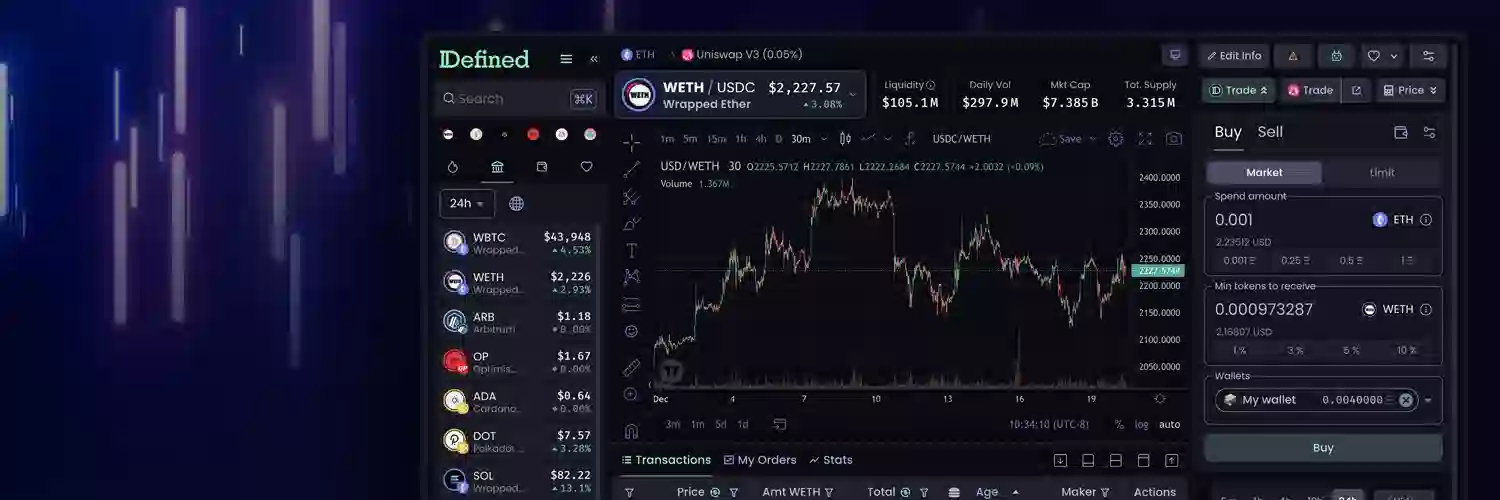 Defined
Search ⌘K
24h
WBTC $43,948
Wrapped... 4.53%
WETH $2,226
Wrapped... 2.93%
ARB $1.18
Arbitrum 0.00%
OP $1.67
Optimis... 0.00%
ADA $0.64
Cardano... 0.00%
DOT $7.57
Polkadot... 3.28%
SOL $82.22
Wrapped... 13.1%
ETH Uniswap V3 (0.05%)
WETH / USDC $2,227.57
Wrapped Ether 3.08%
Liquidity $105.1M
Daily Vol $297.9M
Mkt Cap $7.385B
Tot. Supply 3.315M
1m 5m 15m 1h 4h D 30m USDC/WETH Save
USD/WETH 30 O2225.5712 H2227.7861 L2222.2684 C2227.5744 +2.0032 (+0.09%)
Volume 1.367M
2400.0000
2350.0000
2300.0000
2250.0000
2227.5744
2200.0000
2150.0000
2100.0000
2050.0000
Dec 4 7 10 13 16 19
3m 1m 5d 1d 10:34:10 (UTC-8) % log auto
Transactions My Orders Stats
Price Amt WETH Total Age Maker Actions
Edit Info
Trade Trade Price
Buy Sell
Market Limit
Spend amount
0.001 ETH
2.23512 USD
0.001 Ξ 0.25 Ξ 0.5 Ξ 1 Ξ
Min tokens to receive
0.000973287 WETH
2.16807 USD
1 % 3 % 5 % 10 %
Wallets
My wallet 0.0040000 Ξ
Buy
24h